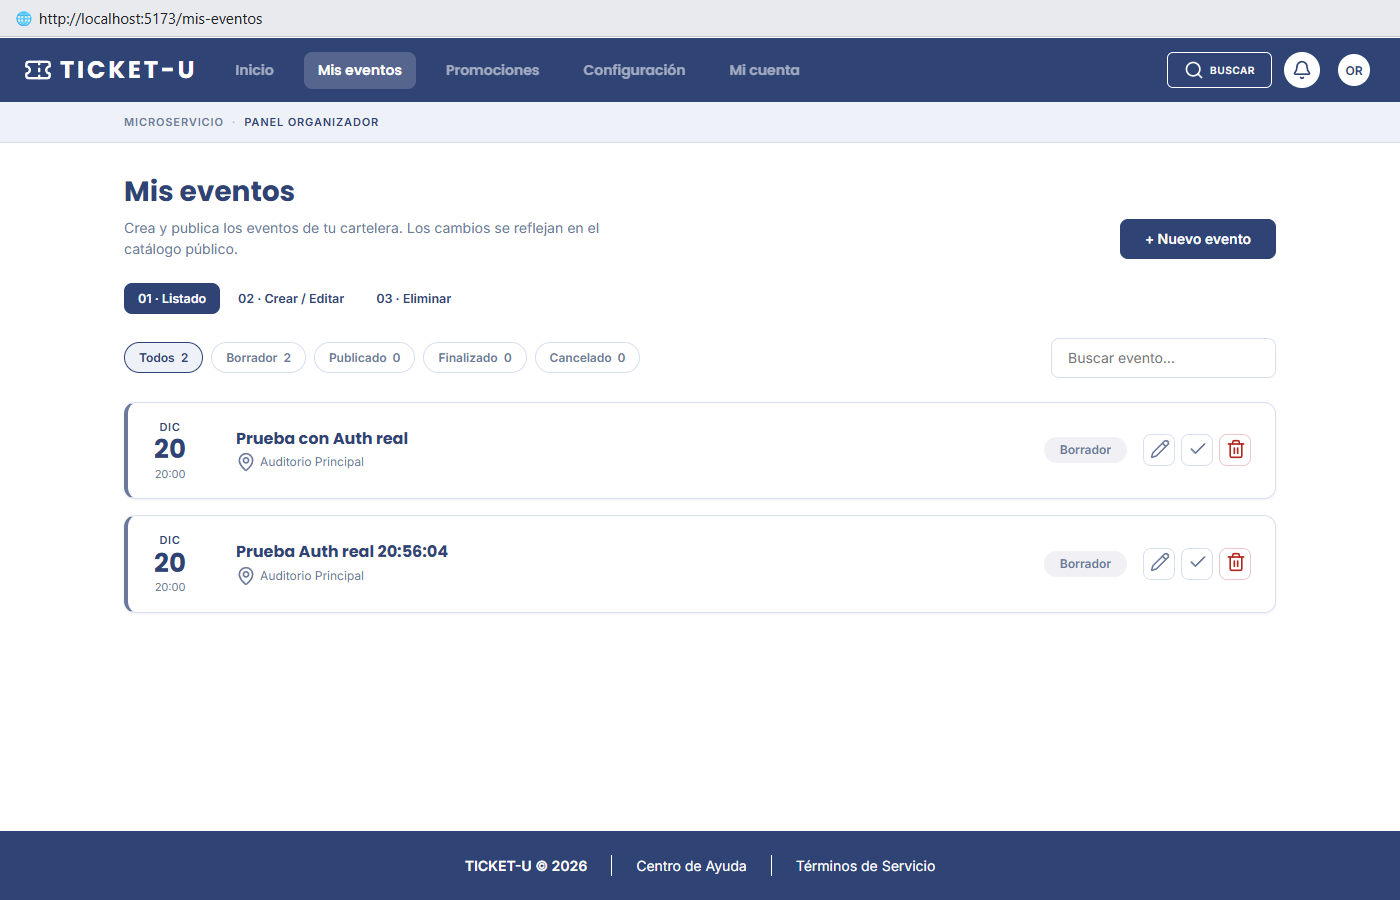 http://localhost:5173/mis-eventos
TICKET-U Inicio Mis eventos Promociones Configuración Mi cuenta BUSCAR OR
MICROSERVICIO · PANEL ORGANIZADOR
Mis eventos
Crea y publica los eventos de tu cartelera. Los cambios se reflejan en el
catálogo público.
+ Nuevo evento
01 · Listado 02 · Crear / Editar 03 · Eliminar
Todos 2 Borrador 2 Publicado 0 Finalizado 0 Cancelado 0 Buscar evento...
DIC
20
20:00
Prueba con Auth real
Auditorio Principal
Borrador
DIC
20
20:00
Prueba Auth real 20:56:04
Auditorio Principal
Borrador
TICKET-U © 2026 Centro de Ayuda Términos de Servicio